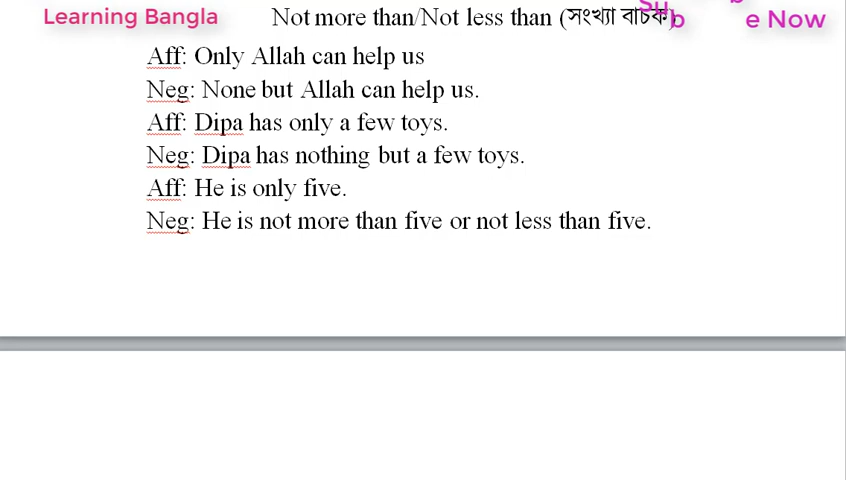 Learning Bangla
Not more than/Not less than (সংখ্যা বাচক)
Su b e Now
Aff: Only Allah can help us
Neg: None but Allah can help us.
Aff: Dipa has only a few toys.
Neg: Dipa has nothing but a few toys.
Aff: He is only five.
Neg: He is not more than five or not less than five.